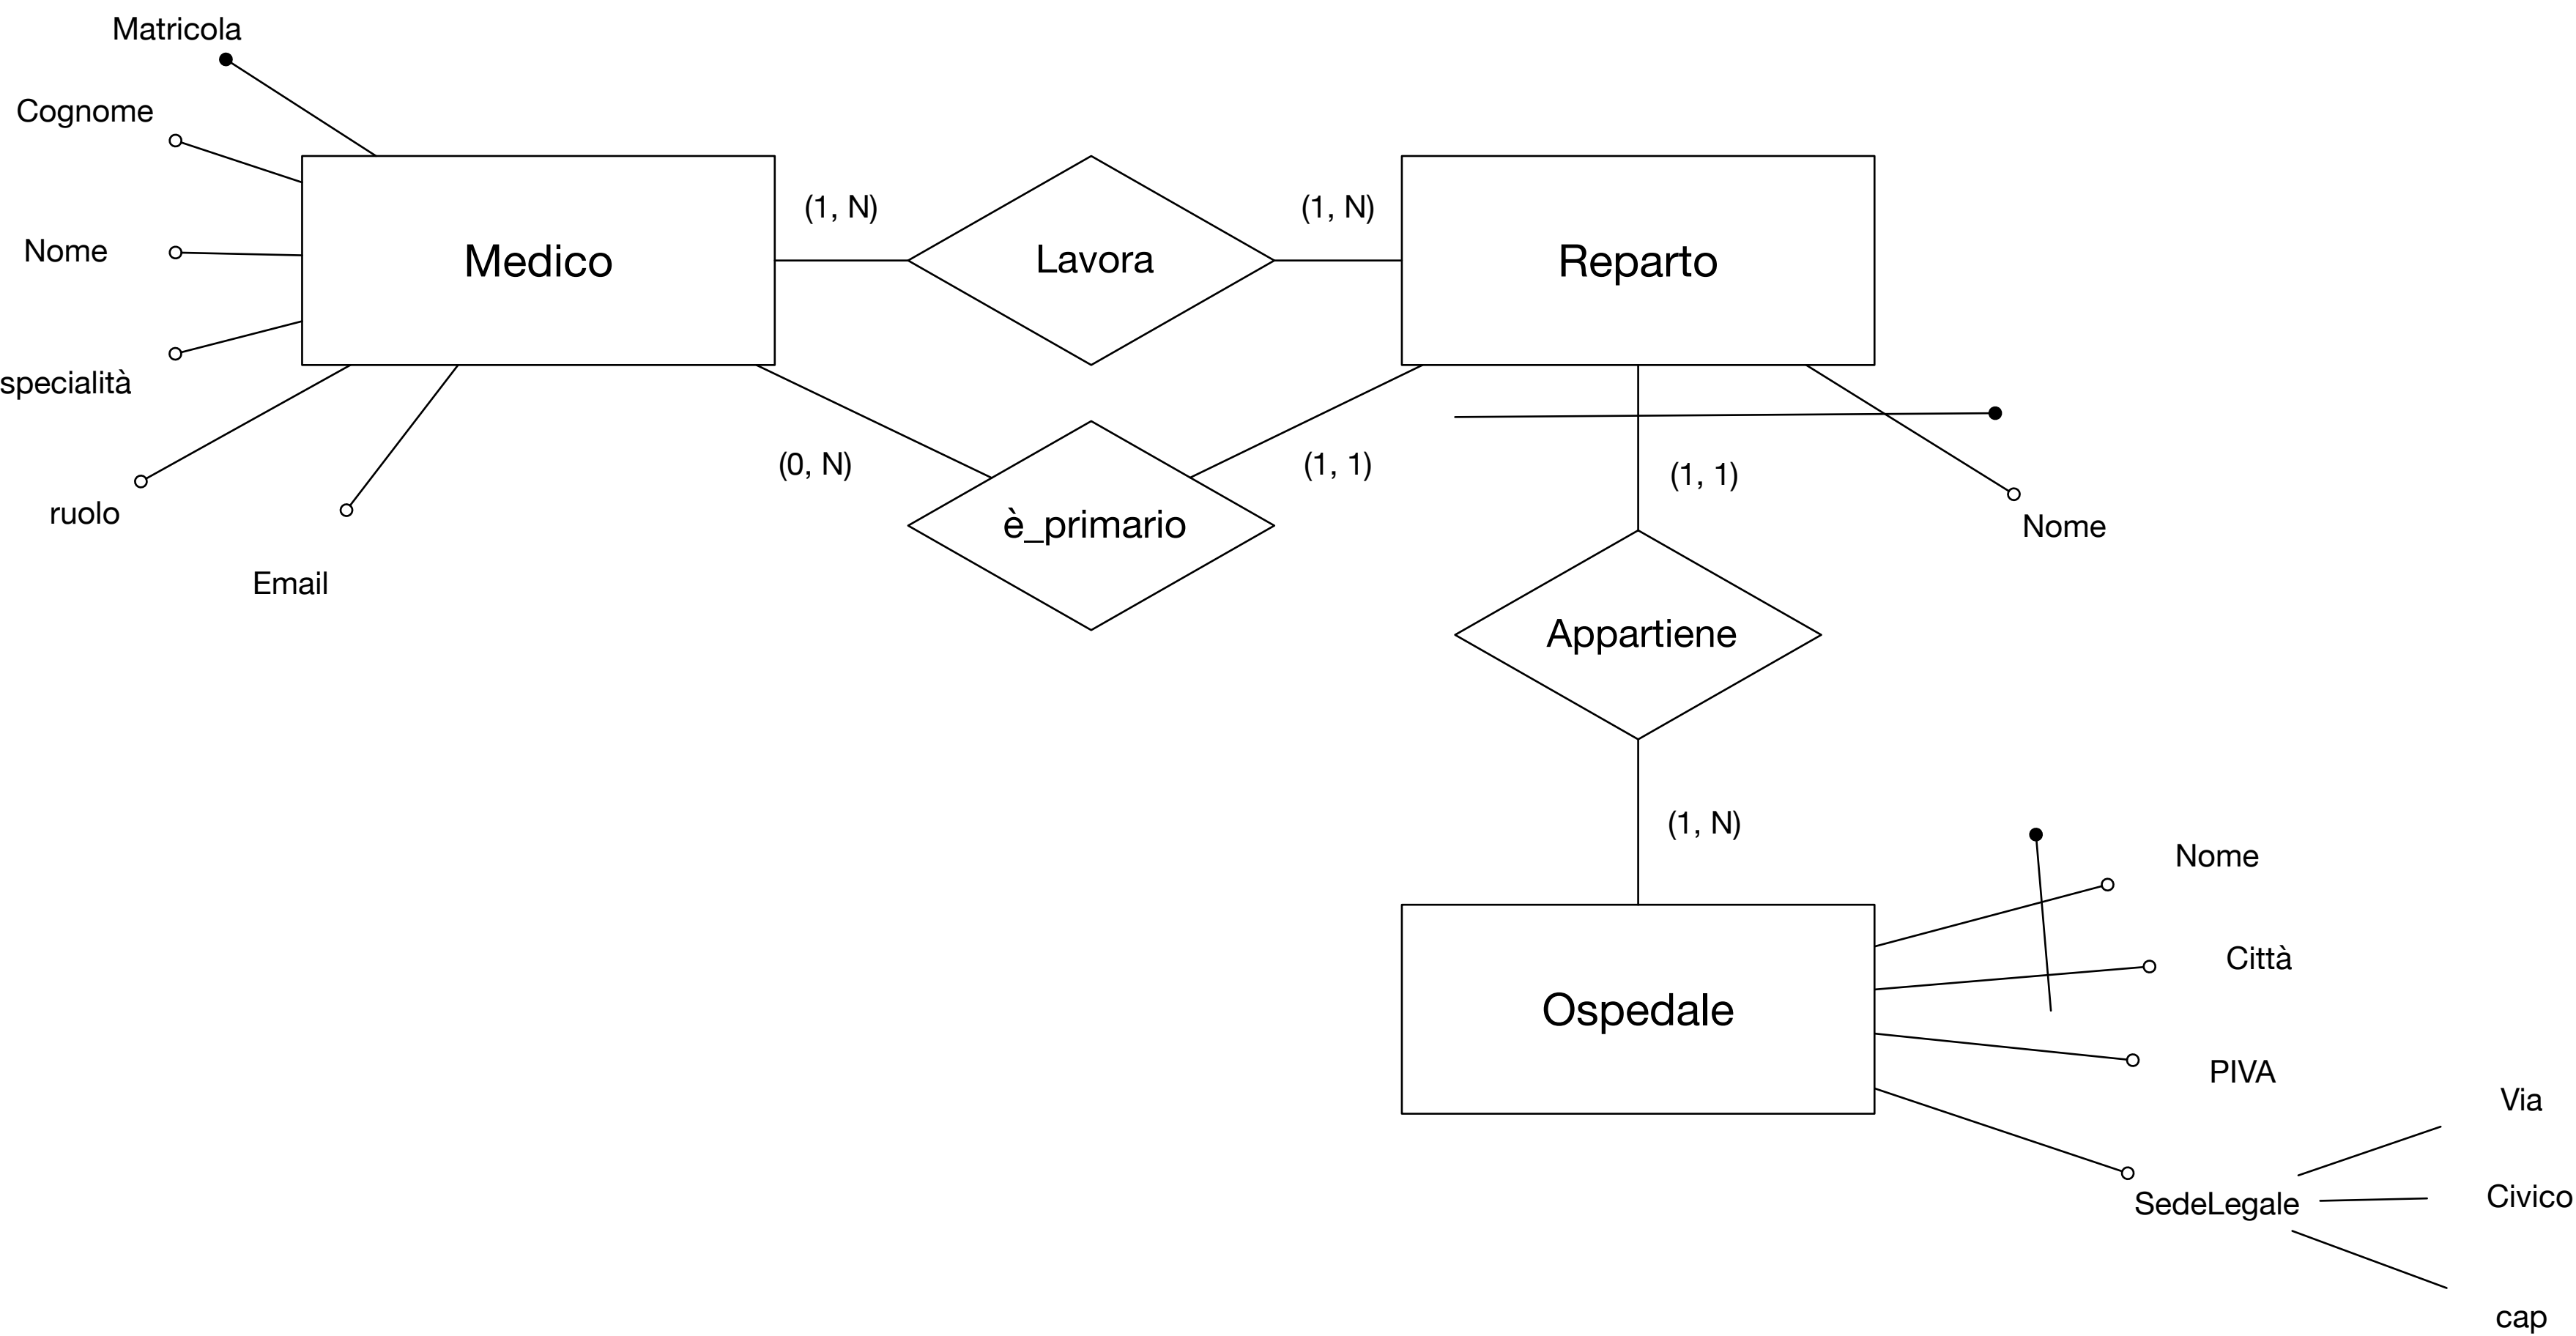 Matricola
Cognome
Nome
specialità
ruolo
Email
Medico
(1, N)
Lavora
(1, N)
Reparto
(0, N)
è_primario
(1, 1)
(1, 1)
Nome
Appartiene
(1, N)
Ospedale
Nome
Città
PIVA
SedeLegale
Via
Civico
cap